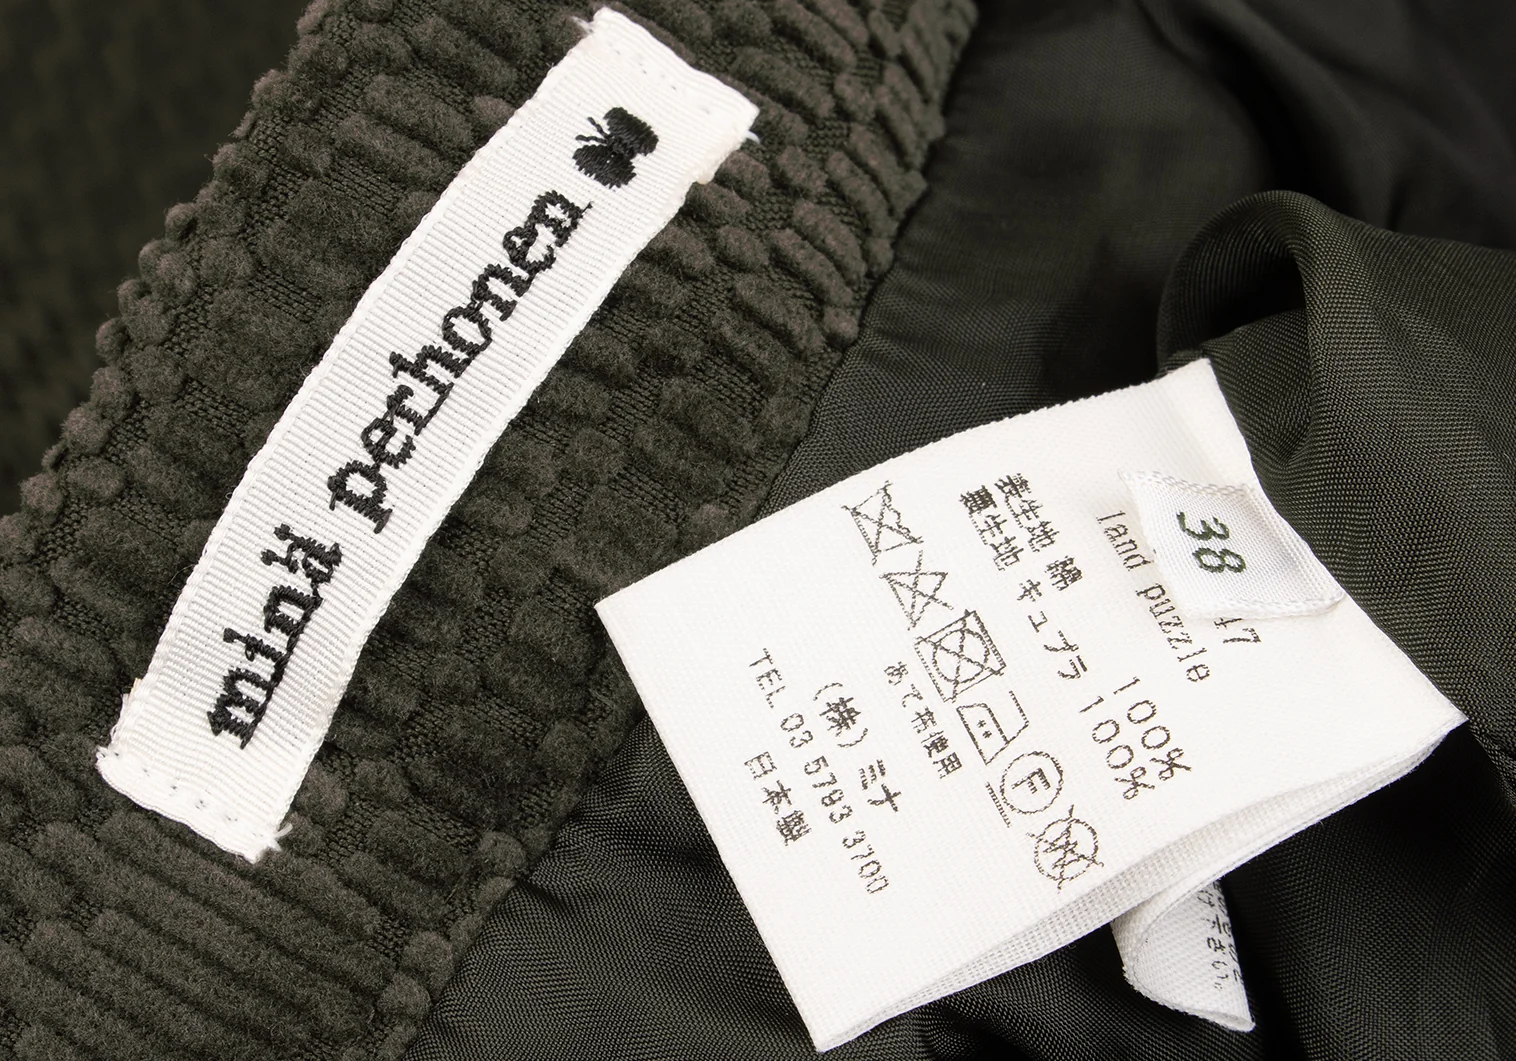 minä perhonen
38
land puzzle
表生地 綿 100%
裏生地 キュプラ 100%
F
W
あて布使用
(株) ミナ
TEL 03 5793 3700
日本製